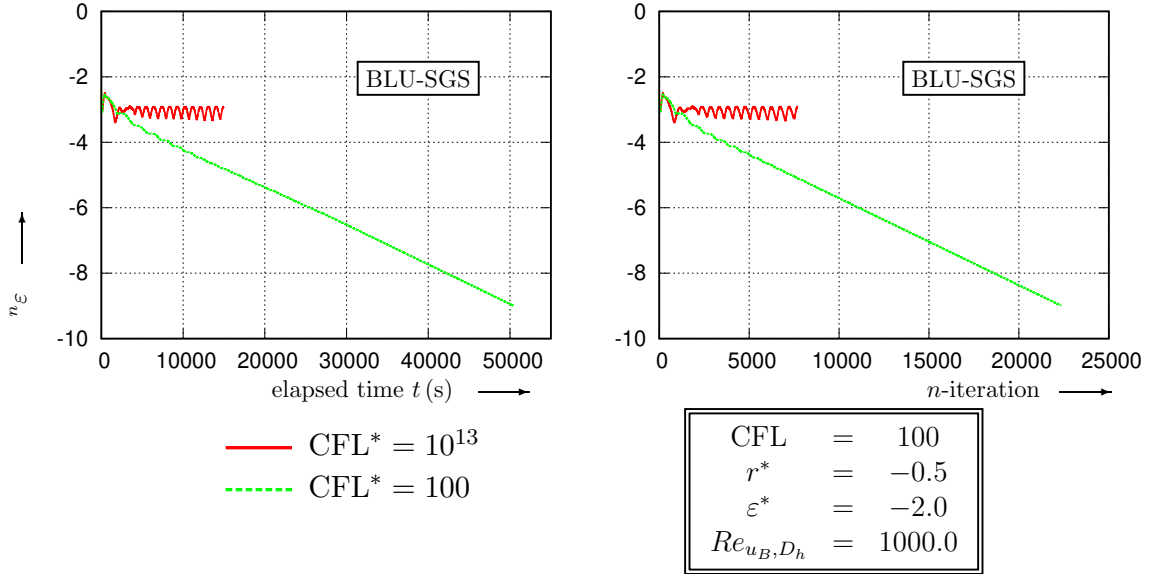 0
-2
-4
-6
-8
-10
0 10000 20000 30000 40000 50000
BLU-SGS
n_ε
elapsed time t (s)
0
-2
-4
-6
-8
-10
0 5000 10000 15000 20000 25000
BLU-SGS
n-iteration
CFL* = 10^13
CFL* = 100
CFL = 100
r* = −0.5
ε* = −2.0
Re_{u_B,D_h} = 1000.0